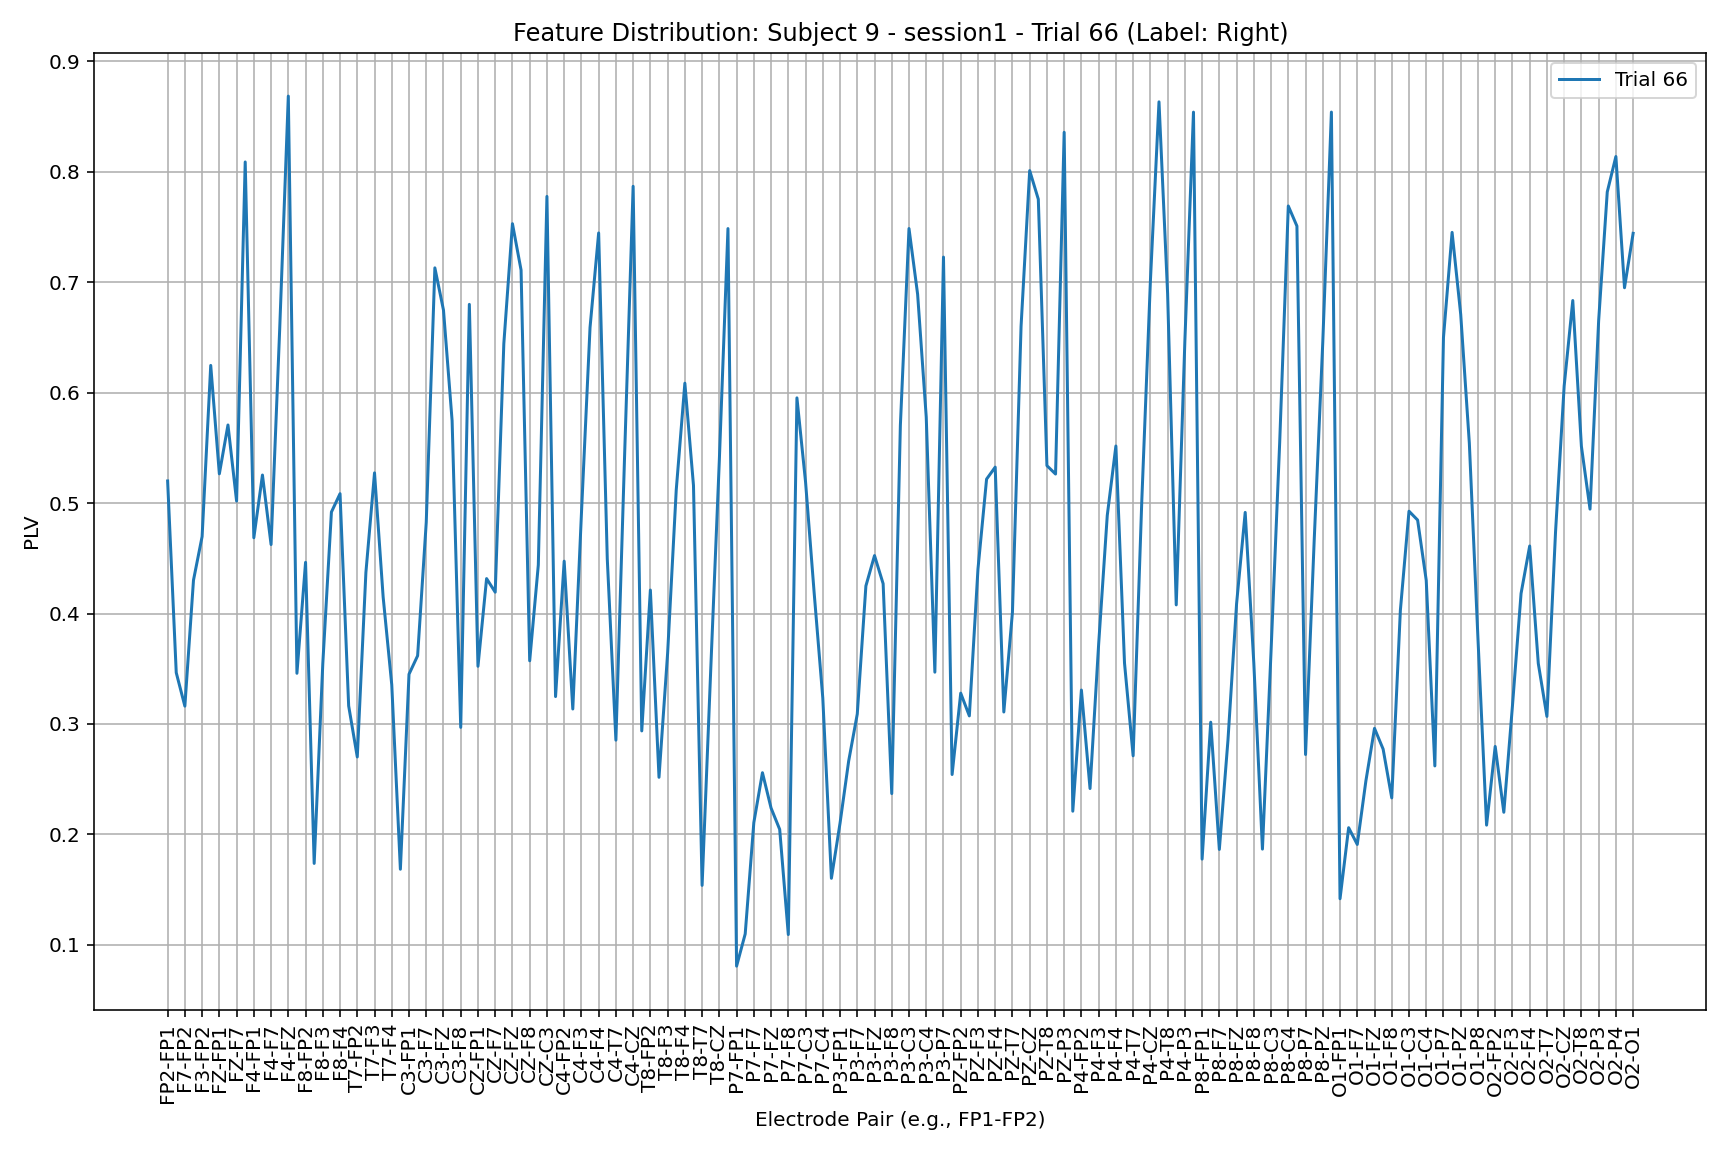 Feature Distribution: Subject 9 - session1 - Trial 66 (Label: Right)
Trial 66
0.9
0.8
0.7
0.6
0.5
0.4
0.3
0.2
0.1
PLV
FP2-FP1
F7-FP2
F3-FP2
FZ-FP1
FZ-F7
F4-FP1
F4-F7
F4-FZ
F8-FP2
F8-F3
F8-F4
T7-FP2
T7-F3
T7-F4
C3-FP1
C3-F7
C3-FZ
C3-F8
CZ-FP1
CZ-F7
CZ-FZ
CZ-F8
CZ-C3
C4-FP2
C4-F3
C4-F4
C4-T7
C4-CZ
T8-FP2
T8-F3
T8-F4
T8-T7
T8-CZ
P7-FP1
P7-F7
P7-FZ
P7-F8
P7-C3
P7-C4
P3-FP1
P3-F7
P3-FZ
P3-F8
P3-C3
P3-C4
P3-P7
PZ-FP2
PZ-F3
PZ-F4
PZ-T7
PZ-CZ
PZ-T8
PZ-P3
P4-FP2
P4-F3
P4-F4
P4-T7
P4-CZ
P4-T8
P4-P3
P8-FP1
P8-F7
P8-FZ
P8-F8
P8-C3
P8-C4
P8-P7
P8-PZ
O1-FP1
O1-F7
O1-FZ
O1-F8
O1-C3
O1-C4
O1-P7
O1-PZ
O1-P8
O2-FP2
O2-F3
O2-F4
O2-T7
O2-CZ
O2-T8
O2-P3
O2-P4
O2-O1
Electrode Pair (e.g., FP1-FP2)